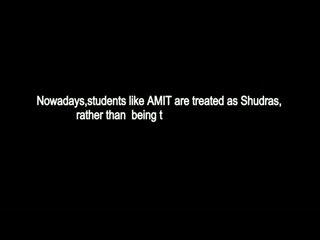 Nowadays,students like AMIT are treated as Shudras,
rather than  being t